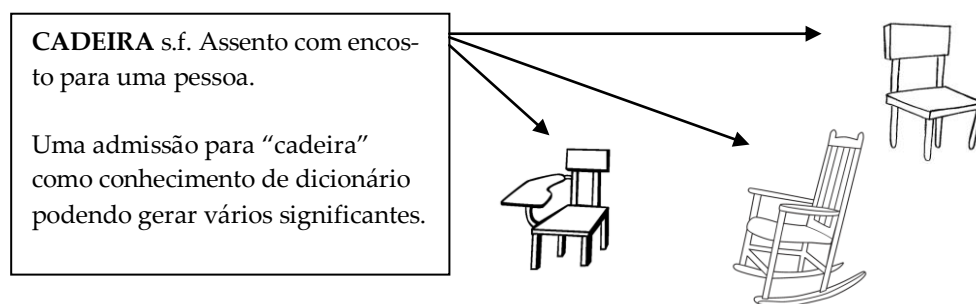 CADEIRA s.f. Assento com encos-
to para uma pessoa.
Uma admissão para “cadeira”
como conhecimento de dicionário
podendo gerar vários significantes.